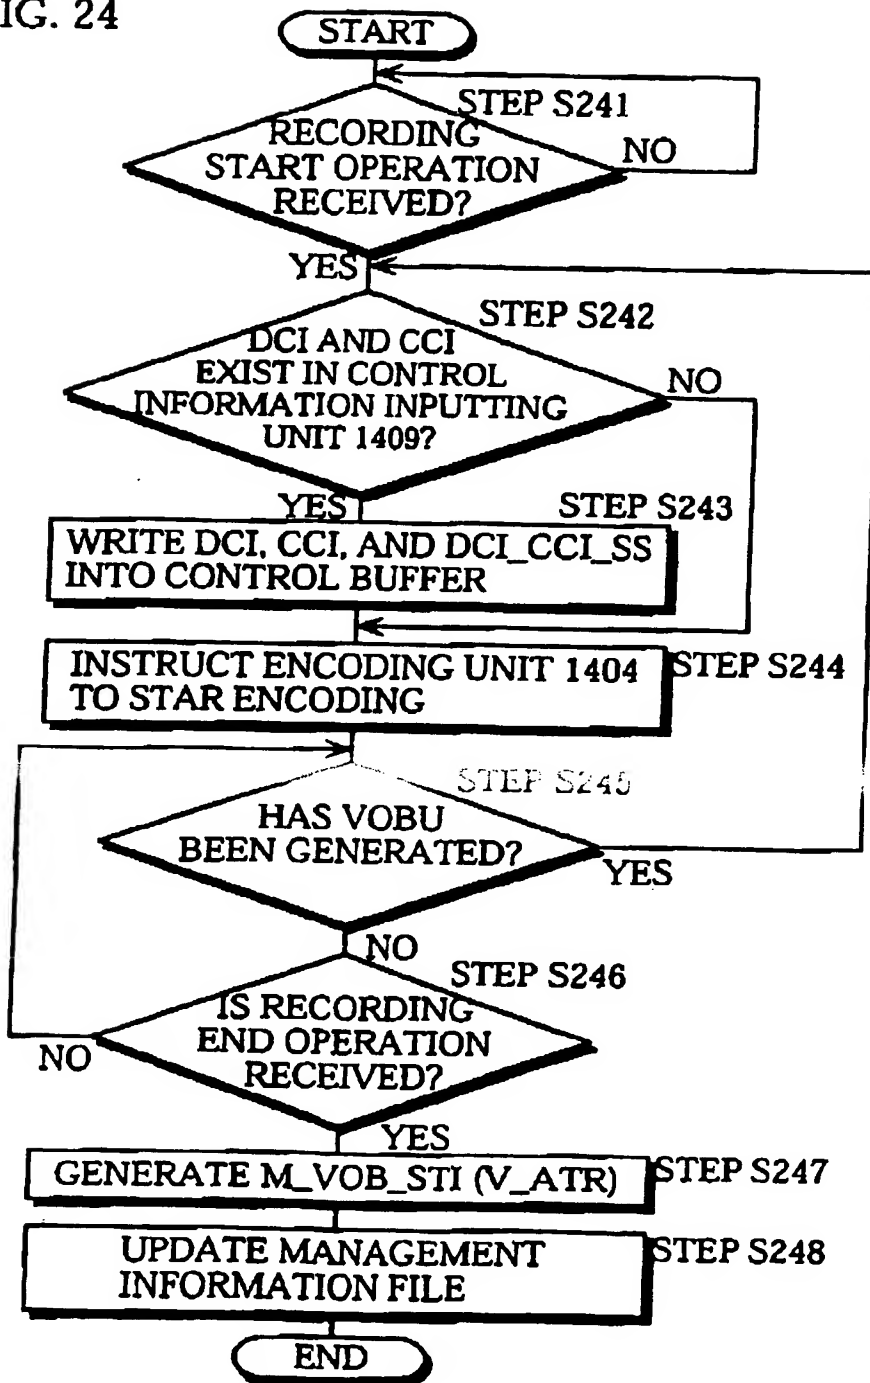 IG. 24
START
STEP S241
RECORDING
START OPERATION
RECEIVED?
NO
YES
STEP S242
DCI AND CCI
EXIST IN CONTROL
INFORMATION INPUTTING
UNIT 1409?
NO
YES
STEP S243
WRITE DCI, CCI, AND DCI_CCI_SS
INTO CONTROL BUFFER
INSTRUCT ENCODING UNIT 1404
TO STAR ENCODING
STEP S244
STEP S245
HAS VOBU
BEEN GENERATED?
YES
NO
STEP S246
IS RECORDING
END OPERATION
RECEIVED?
NO
YES
GENERATE M_VOB_STI (V_ATR)
STEP S247
UPDATE MANAGEMENT
INFORMATION FILE
STEP S248
END